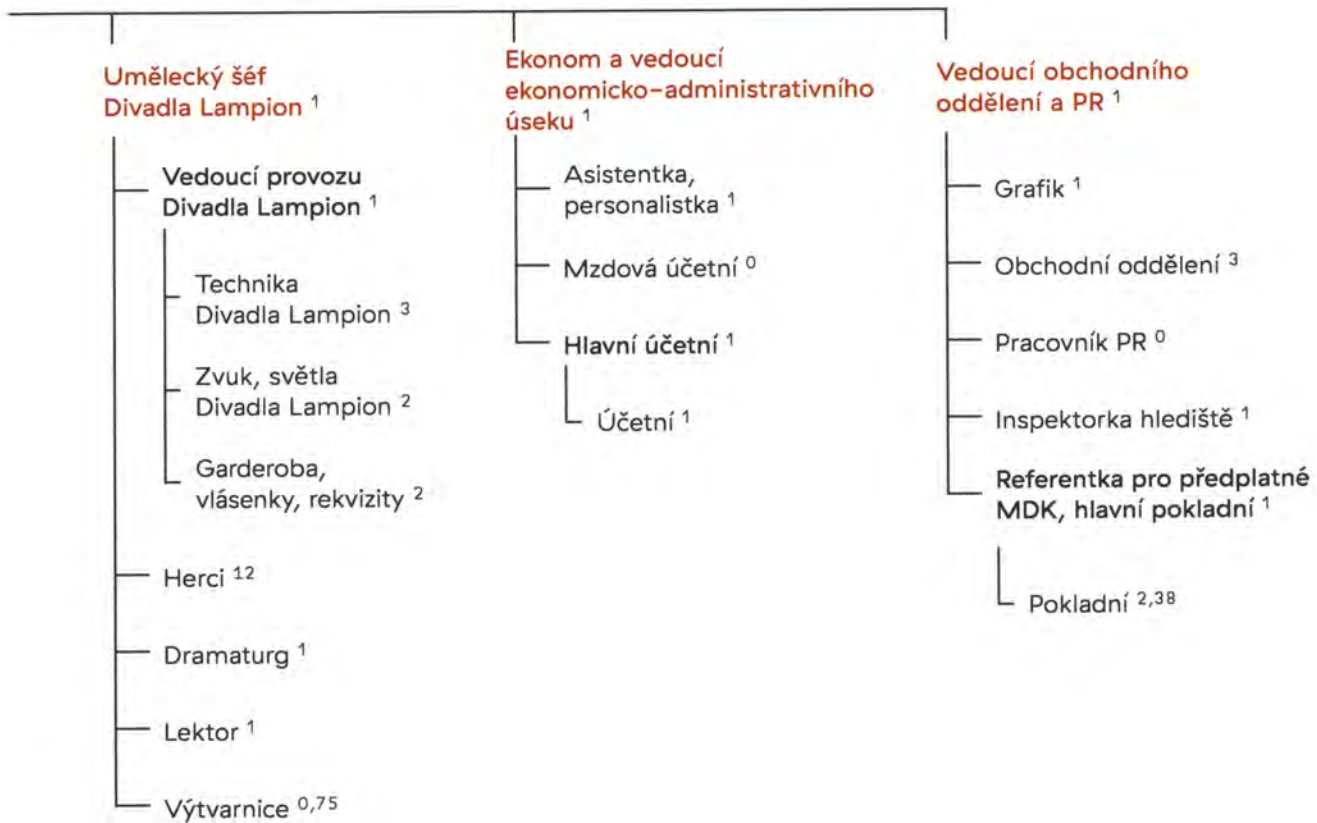 Umělecký šéf
Divadla Lampion 1
Vedoucí provozu
Divadla Lampion 1
Technika
Divadla Lampion 3
Zvuk, světla
Divadla Lampion 2
Garderoba,
vlásenky, rekvizity 2
Herci 12
Dramaturg 1
Lektor 1
Výtvarnice 0,75
Ekonom a vedoucí
ekonomicko–administrativního
úseku 1
Asistentka,
personalistka 1
Mzdová účetní 0
Hlavní účetní 1
Účetní 1
Vedoucí obchodního
oddělení a PR 1
Grafik 1
Obchodní oddělení 3
Pracovník PR 0
Inspektorka hlediště 1
Referentka pro předplatné
MDK, hlavní pokladní 1
Pokladní 2,38